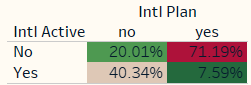 Intl Plan
Intl Active no yes
No 20.01% 71.19%
Yes 40.34% 7.59%